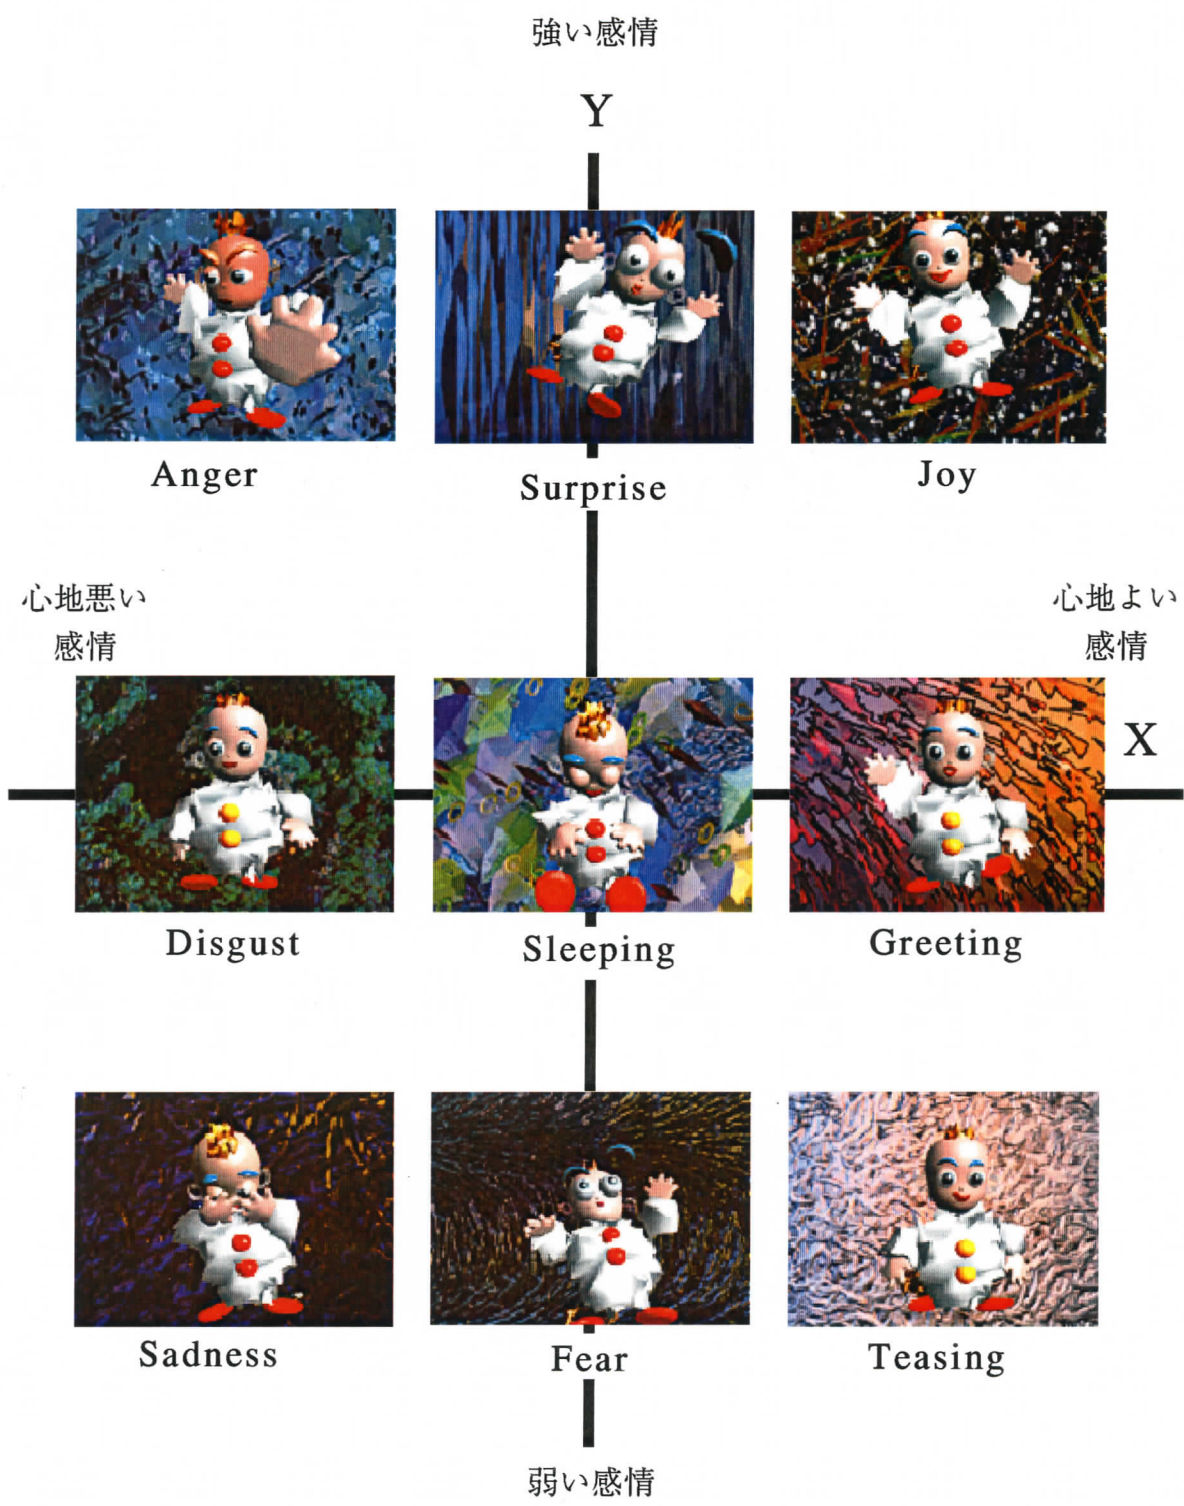 強い感情
Y
Anger
Surprise
Joy
心地悪い
感情
心地よい
感情
X
Disgust
Sleeping
Greeting
Sadness
Fear
Teasing
弱い感情